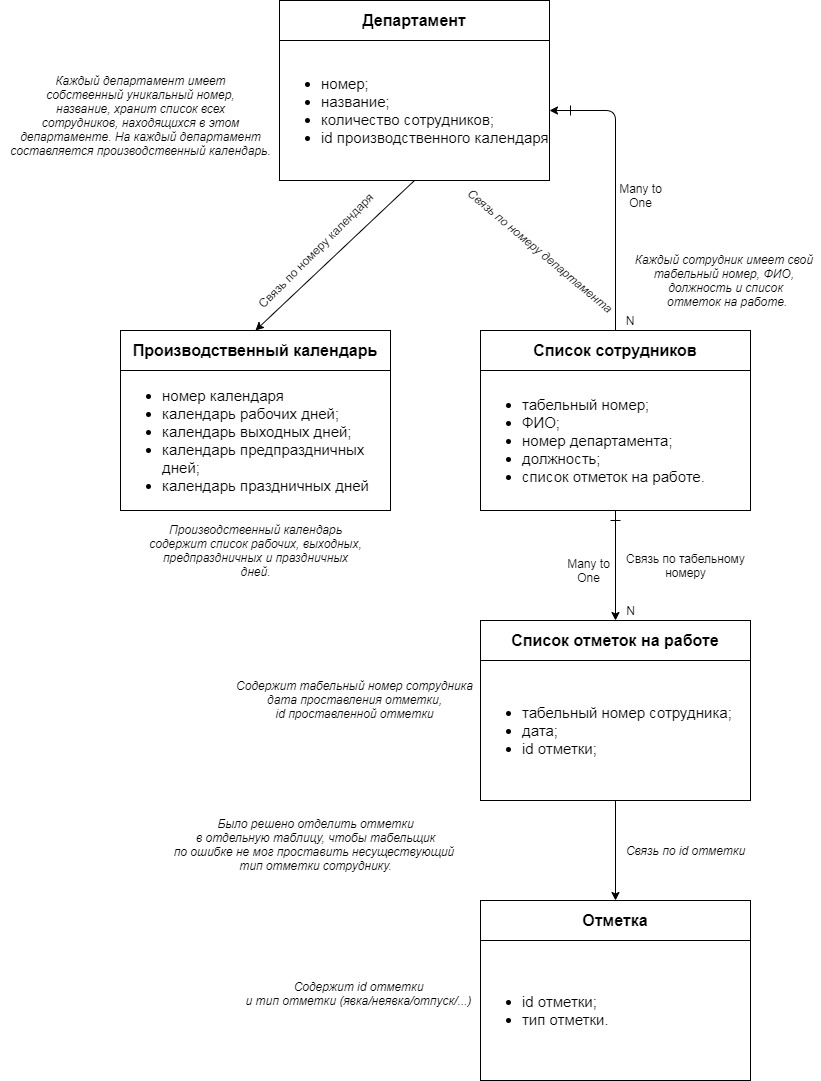 Департамент
Каждый департамент имеет
собственный уникальный номер,
название, хранит список всех
сотрудников, находящихся в этом
департаменте. На каждый департамент
составляется производственный календарь.
номер;
название;
количество сотрудников;
id производственного календаря
Связь по номеру календаря
Связь по номеру департамента
Many to
One
Каждый сотрудник имеет свой
табельный номер, ФИО,
должность и список
отметок на работе.
N
Производственный календарь
номер календаря
календарь рабочих дней;
календарь выходных дней;
календарь предпраздничных
дней;
календарь праздничных дней
Производственный календарь
содержит список рабочих, выходных,
предпраздничных и праздничных
дней.
Список сотрудников
табельный номер;
ФИО;
номер департамента;
должность;
список отметок на работе.
Many to
One
Связь по табельному
номеру
N
Список отметок на работе
Содержит табельный номер сотрудника
дата проставления отметки,
id проставленной отметки
табельный номер сотрудника;
дата;
id отметки;
Было решено отделить отметки
в отдельную таблицу, чтобы табельщик
по ошибке не мог проставить несуществующий
тип отметки сотруднику.
Связь по id отметки
Отметка
Содержит id отметки
и тип отметки (явка/неявка/отпуск/...)
id отметки;
тип отметки.